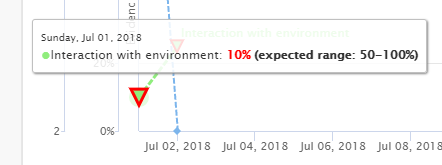 Interaction with environment
Sunday, Jul 01, 2018
Interaction with environment: 10% (expected range: 50-100%)
20%
2
0%
Jul 02, 2018
Jul 04, 2018
Jul 06, 2018
Jul 08, 2018